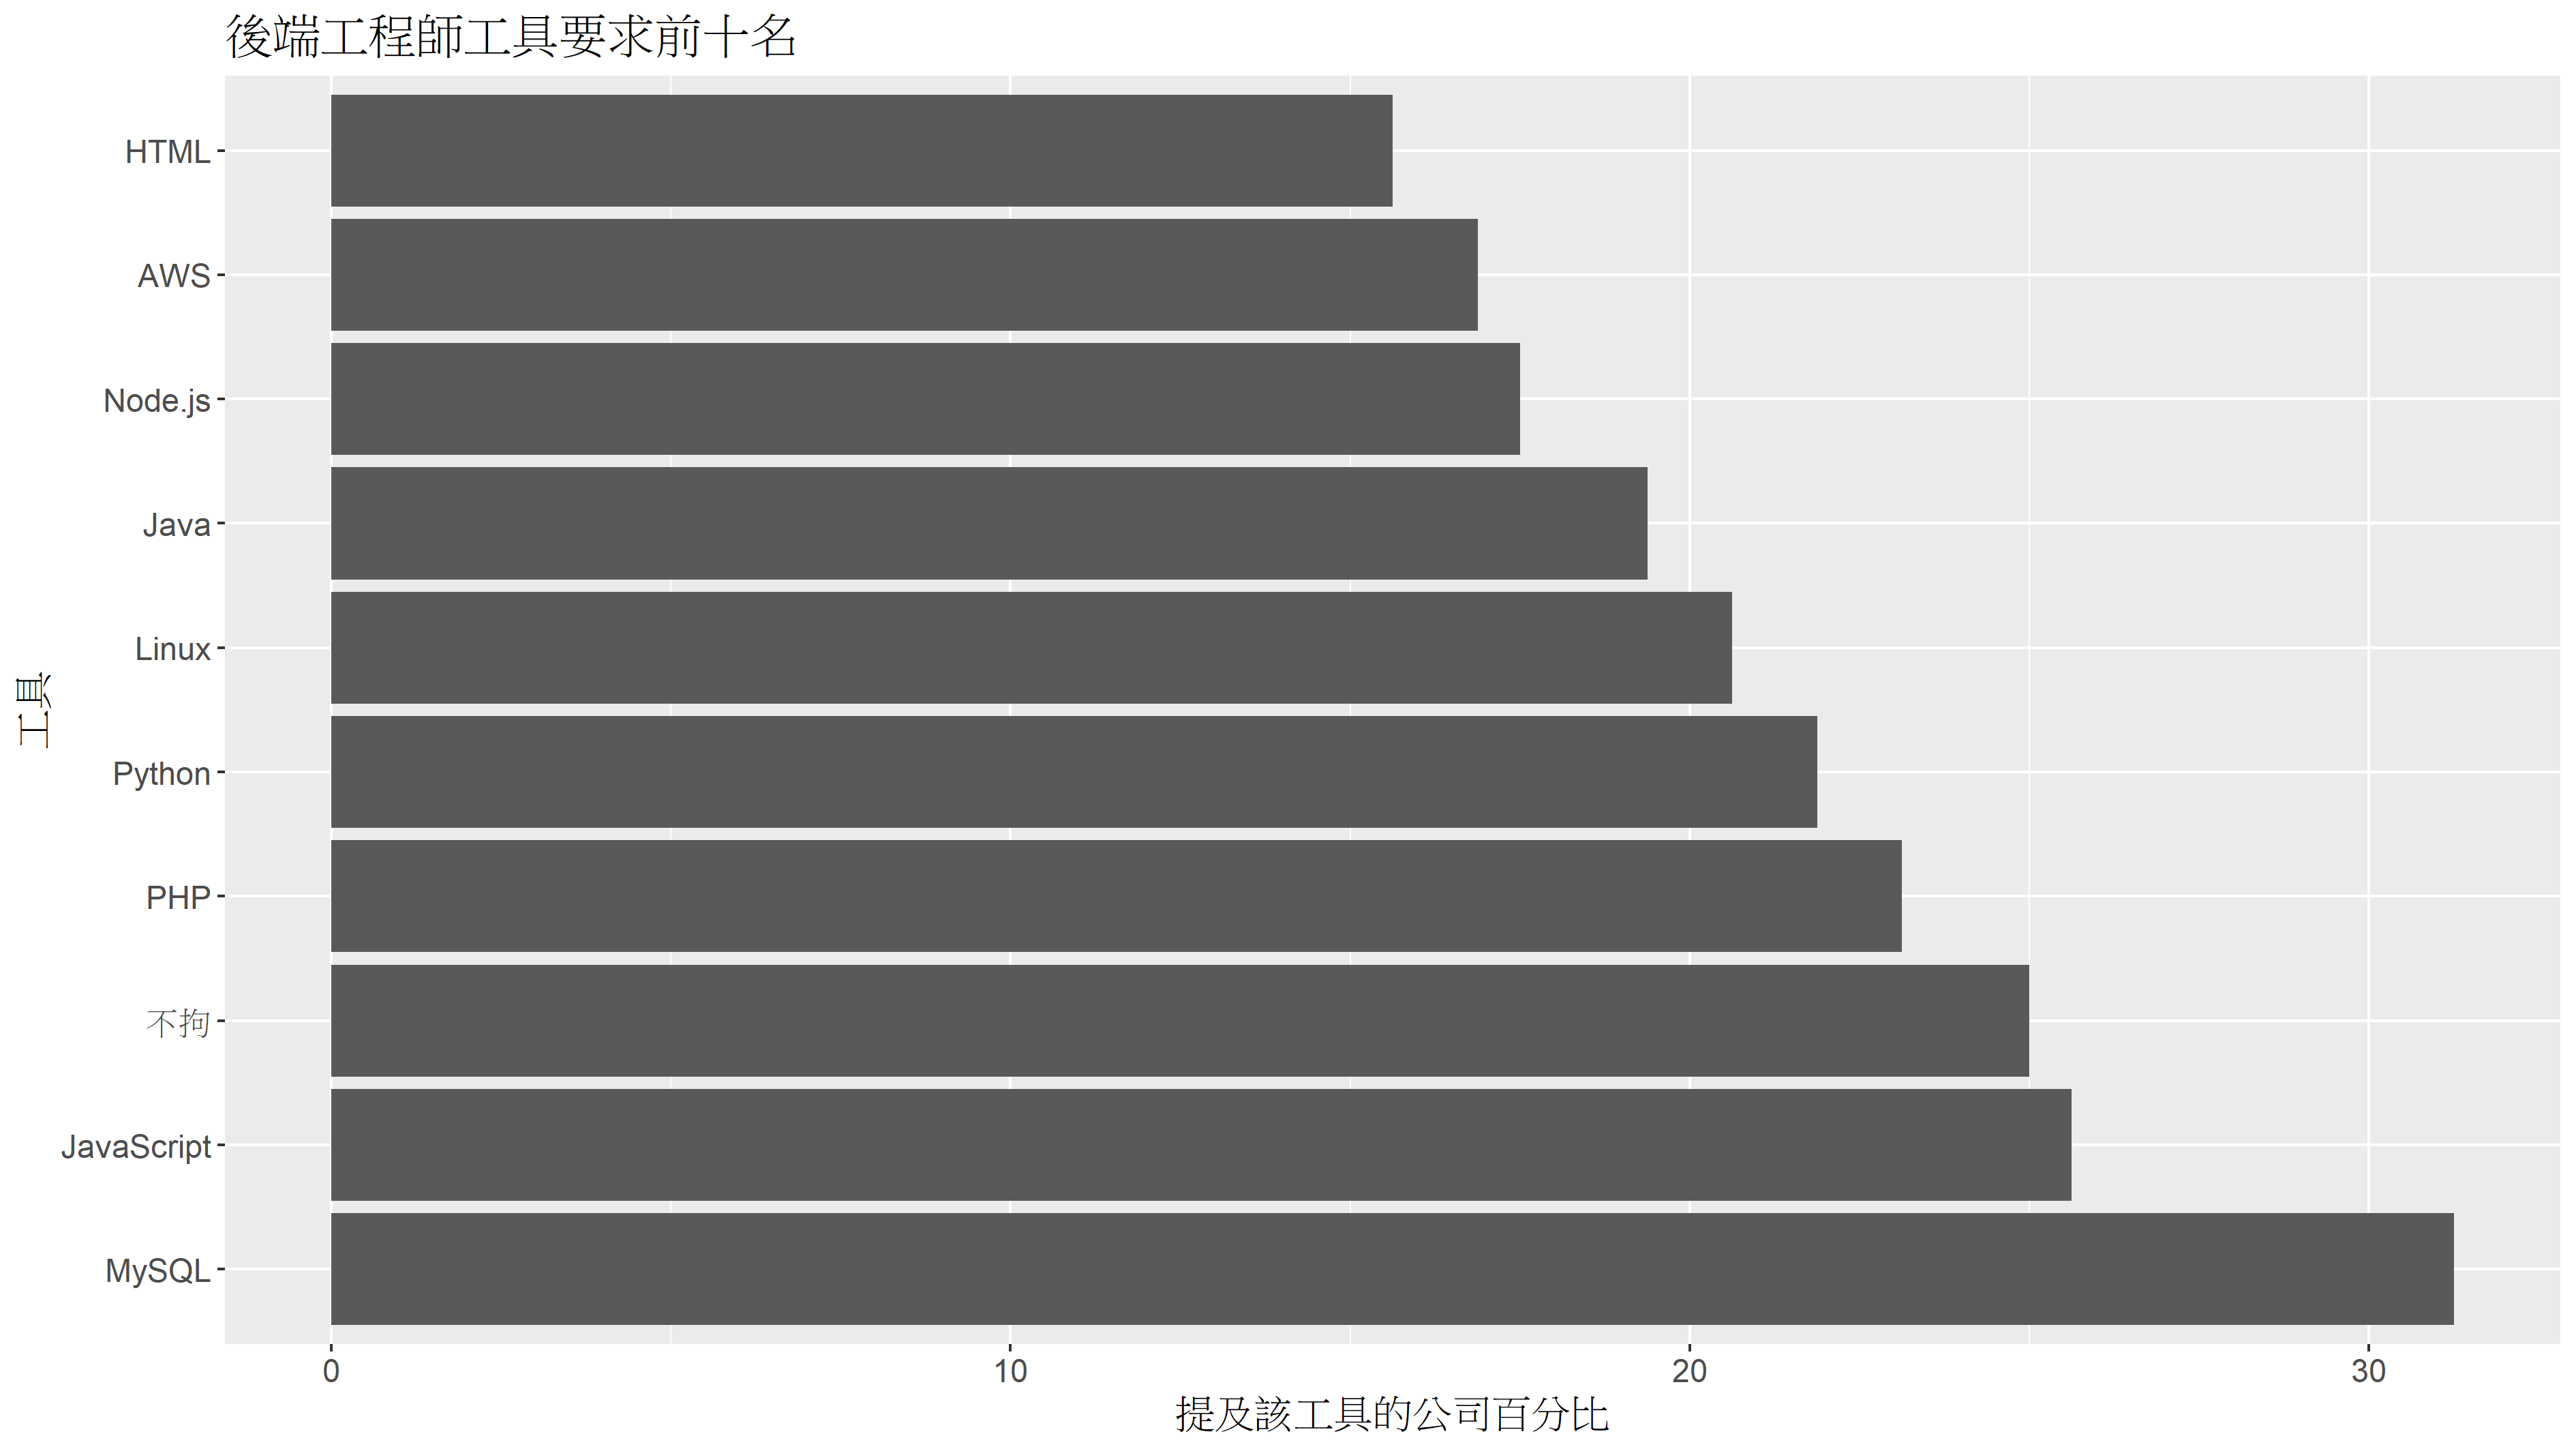 後端工程師工具要求前十名
工具
HTML
AWS
Node.js
Java
Linux
Python
PHP
不拘
JavaScript
MySQL
0 10 20 30
提及該工具的公司百分比